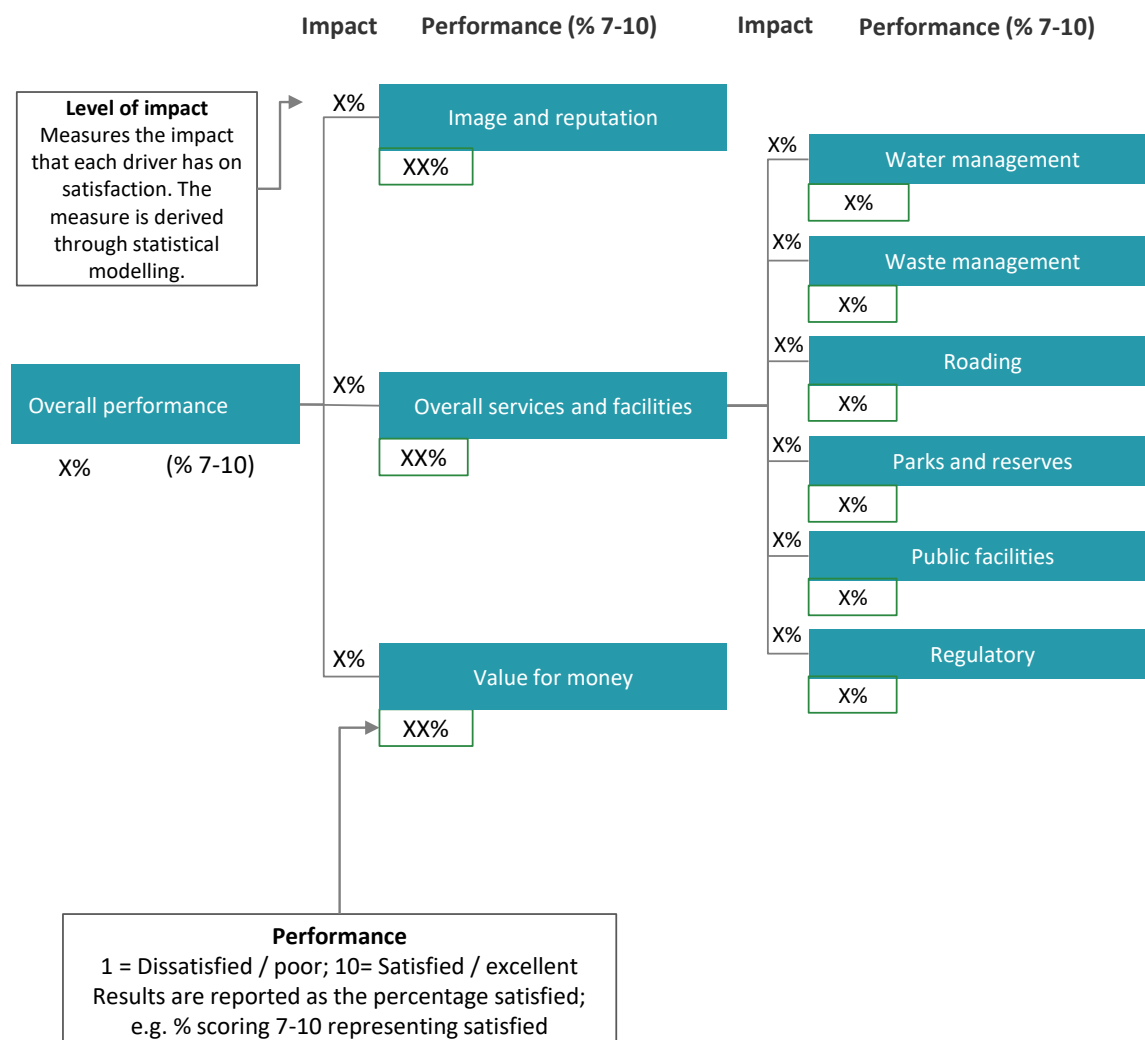 Impact Performance (% 7-10) Impact Performance (% 7-10)
Level of impact
Measures the impact
that each driver has on
satisfaction. The
measure is derived
through statistical
modelling.
X%
Image and reputation
XX%
X%
Water management
X%
X%
Waste management
X%
X%
Roading
X%
Overall performance
X% (% 7-10)
X%
Overall services and facilities
XX%
X%
Parks and reserves
X%
X%
Public facilities
X%
X%
Regulatory
X%
X%
Value for money
XX%
Performance
1 = Dissatisfied / poor; 10= Satisfied / excellent
Results are reported as the percentage satisfied;
e.g. % scoring 7-10 representing satisfied